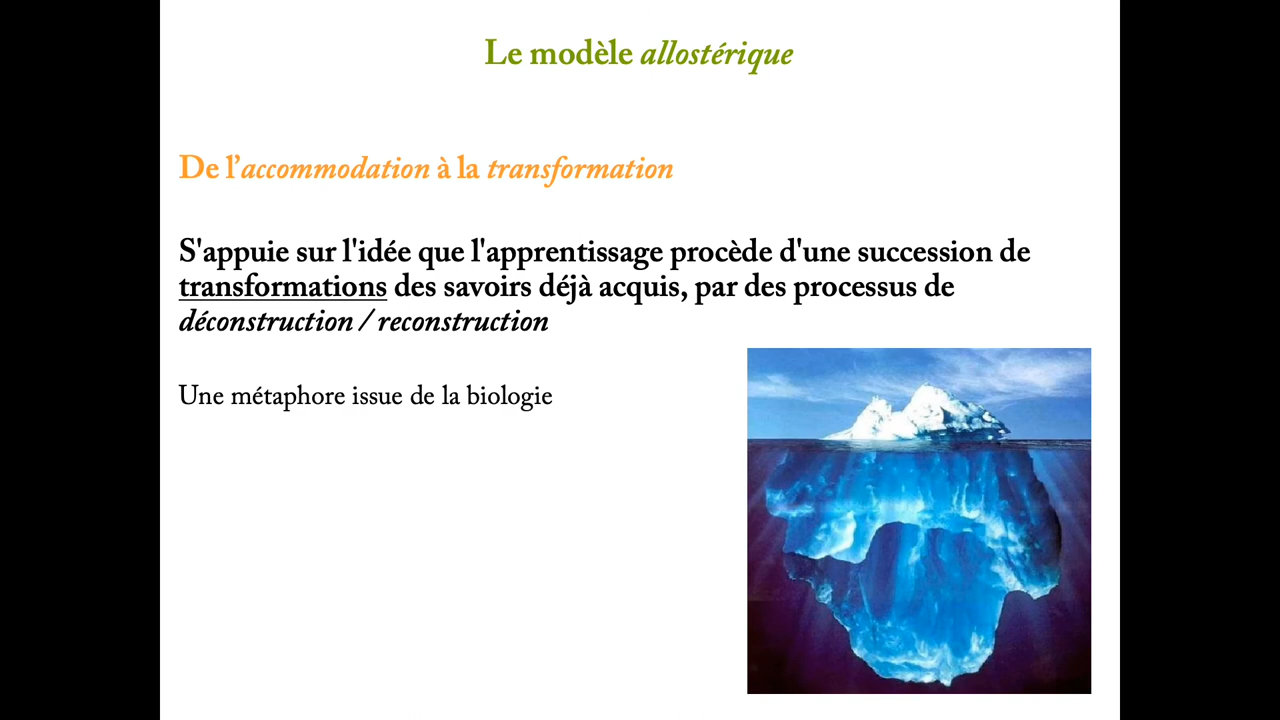 Le modèle allostérique
De l’accommodation à la transformation
S'appuie sur l'idée que l'apprentissage procède d'une succession de
transformations des savoirs déjà acquis, par des processus de
déconstruction / reconstruction
Une métaphore issue de la biologie